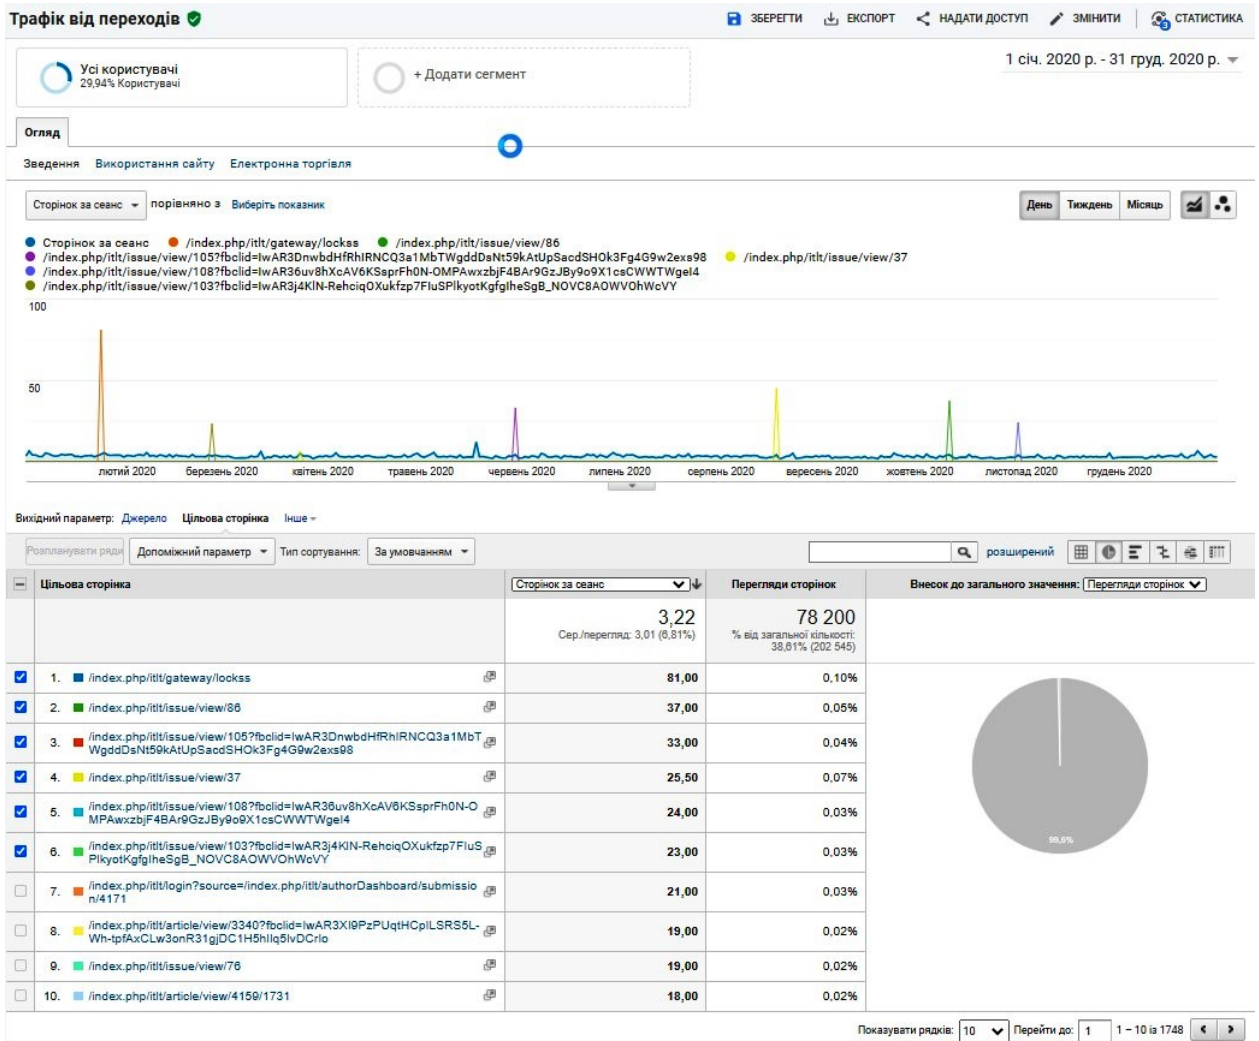 Трафік від переходів
ЗБЕРЕГТИ ЕКСПОРТ НАДАТИ ДОСТУП ЗМІНИТИ 3 СТАТИСТИКА
Усі користувачі
29,94% Користувачі
+ Додати сегмент
1 січ. 2020 р. - 31 груд. 2020 р.
Огляд
Зведення Використання сайту Електронна торгівля
Сторінок за сеанс порівняно з Виберіть показник
День Тиждень Місяць
Сторінок за сеанс /index.php/itlt/gateway/lockss /index.php/itlt/issue/view/86
/index.php/itlt/issue/view/105?fbclid=IwAR3DnwbdHfRhIRNCQ3a1MbTWgddDsNt59kAtUpSacdSHOk3Fg4G9w2exs98 /index.php/itlt/issue/view/37
/index.php/itlt/issue/view/108?fbclid=IwAR36uv8hXcAV6KSsprFh0N-OMPAwxzbjF4BAr9GzJBy9o9X1csCWWTWgeI4
/index.php/itlt/issue/view/103?fbclid=IwAR3j4KlN-RehciqOXukfzp7FIuSPlkyotKgfgIheSgB_NOVC8AOWVOhWcVY
100
50
лютий 2020 березень 2020 квітень 2020 травень 2020 червень 2020 липень 2020 серпень 2020 вересень 2020 жовтень 2020 листопад 2020 грудень 2020
Вихідний параметр: Джерело Цільова сторінка Інше
Розпланувати ряди Допоміжний параметр Тип сортування: За умовчанням розширений
Цільова сторінка Сторінок за сеанс Перегляди сторінок Внесок до загального значення: Перегляди сторінок
3,22 78 200
Сер./перегляд: 3,01 (6,81%) % від загальної кількості:
38,61% (202 545)
1. /index.php/itlt/gateway/lockss 81,00 0,10%
2. /index.php/itlt/issue/view/86 37,00 0,05%
3. /index.php/itlt/issue/view/105?fbclid=IwAR3DnwbdHfRhIRNCQ3a1MbT
WgddDsNt59kAtUpSacdSHOk3Fg4G9w2exs98 33,00 0,04%
4. /index.php/itlt/issue/view/37 25,50 0,07%
5. /index.php/itlt/issue/view/108?fbclid=IwAR36uv8hXcAV6KSsprFh0N-O
MPAwxzbjF4BAr9GzJBy9o9X1csCWWTWgeI4 24,00 0,03%
6. /index.php/itlt/issue/view/103?fbclid=IwAR3j4KlN-RehciqOXukfzp7FIuS
PlkyotKgfgIheSgB_NOVC8AOWVOhWcVY 23,00 0,03%
7. /index.php/itlt/login?source=/index.php/itlt/authorDashboard/submissio
n/4171 21,00 0,03%
8. /index.php/itlt/article/view/3340?fbclid=IwAR3XI9PzPUqtHCpILSRS5L-
Wh-tpfAxCLw3onR31gjDC1H5hIlq5lvDCrlo 19,00 0,02%
9. /index.php/itlt/issue/view/76 19,00 0,02%
10. /index.php/itlt/article/view/4159/1731 18,00 0,02%
99,6%
Показувати рядків: 10 Перейти до: 1 1 – 10 із 1748